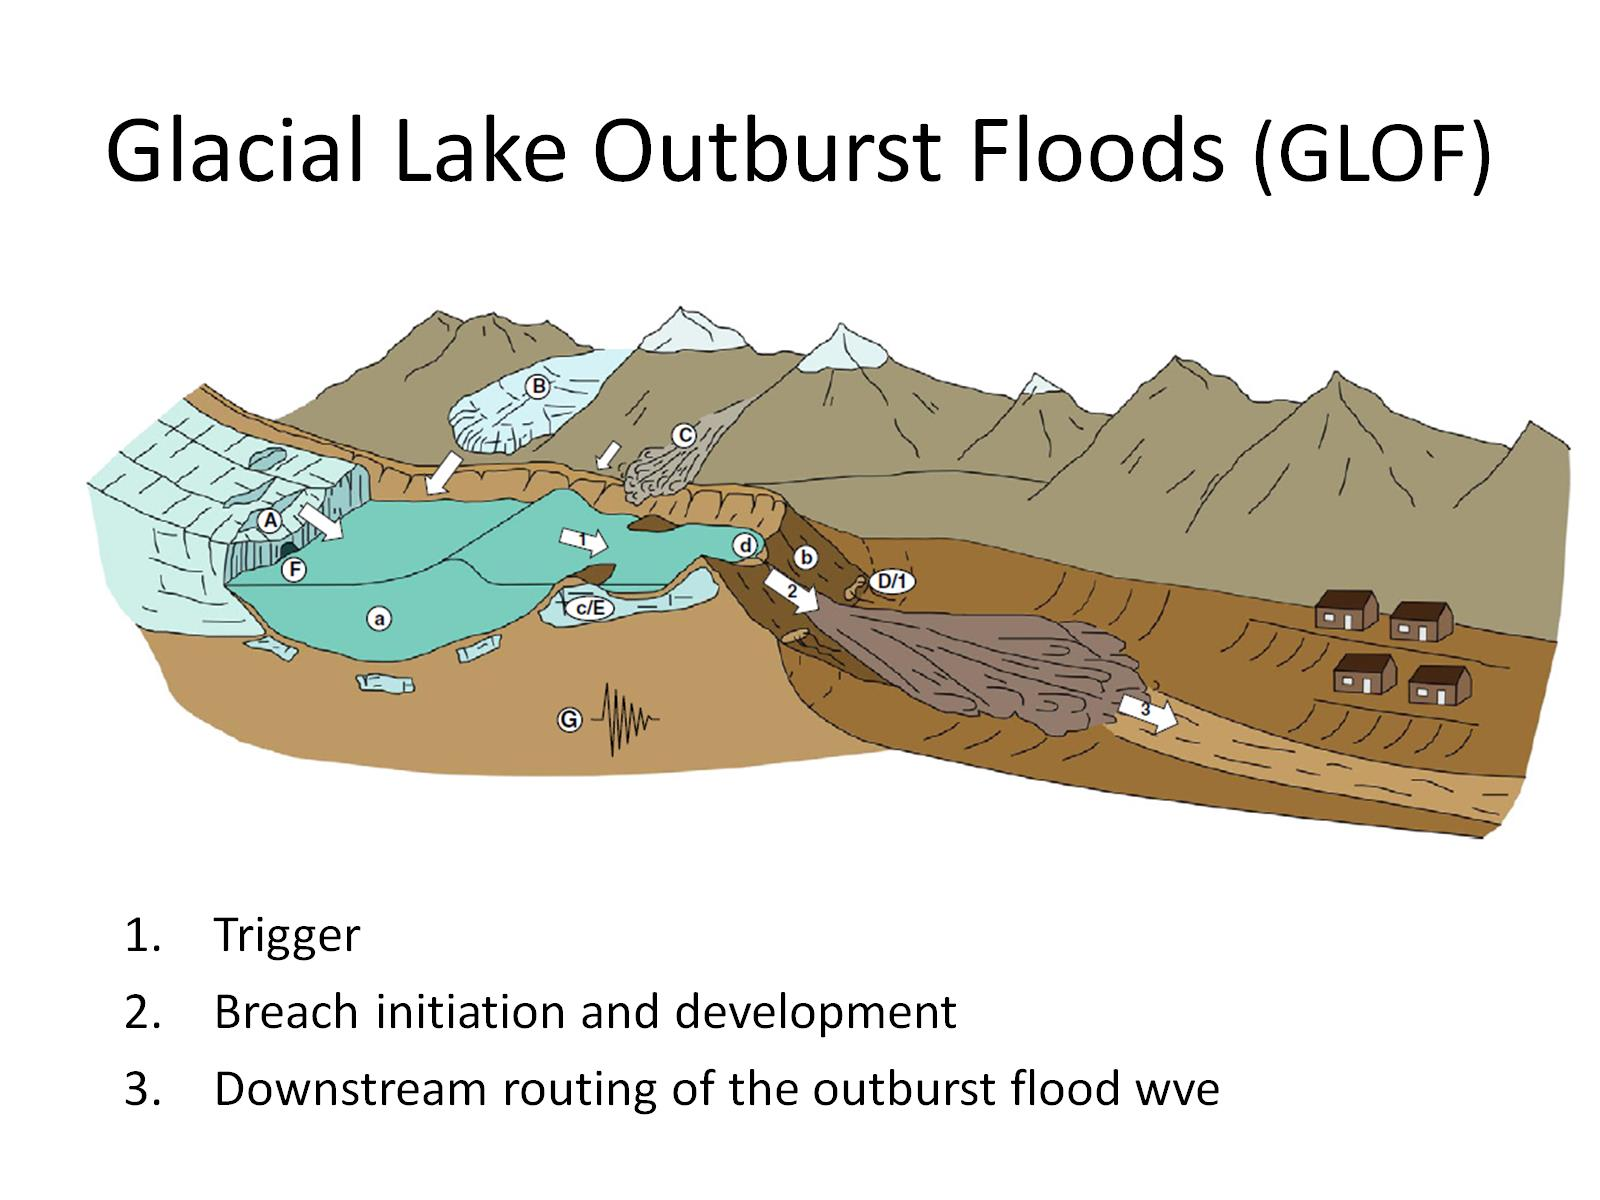 Glacial Lake Outburst Floods (GLOF)
B
C
A
1
d
b
F
D/1
2
c/E
a
3
G
1. Trigger
2. Breach initiation and development
3. Downstream routing of the outburst flood wve